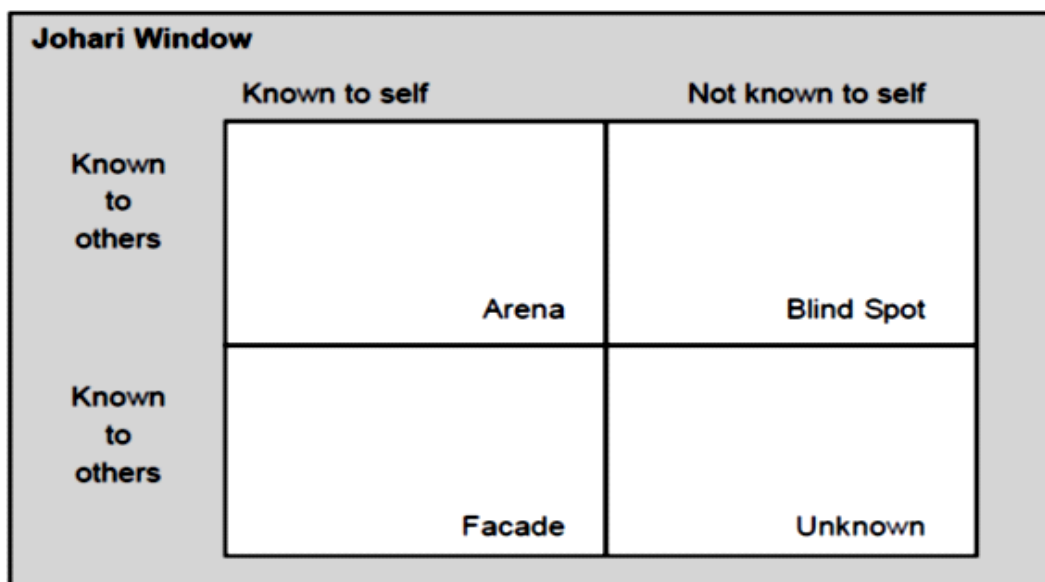 Johari Window
Known to self
Not known to self
Known
to
others
Arena
Blind Spot
Known
to
others
Facade
Unknown